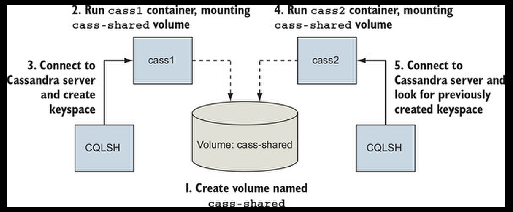 2. Run cass1 container, mounting
cass-shared volume
4. Run cass2 container, mounting
cass-shared volume
3. Connect to
Cassandra server
and create
keyspace
cass1
cass2
5. Connect to
Cassandra server and
look for previously
created keyspace
CQLSH
Volume: cass-shared
CQLSH
1. Create volume named
cass-shared